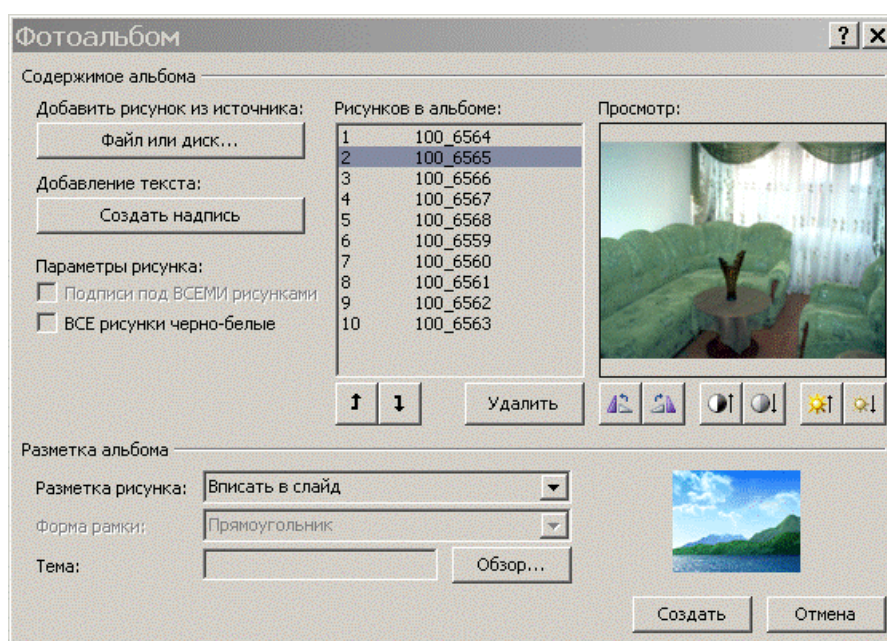 Фотоальбом
Содержимое альбома
Добавить рисунок из источника:
Файл или диск...
Добавление текста:
Создать надпись
Параметры рисунка:
Подписи под ВСЕМИ рисунками
ВСЕ рисунки черно-белые
Рисунков в альбоме:
1 100_6564
2 100_6565
3 100_6566
4 100_6567
5 100_6568
6 100_6559
7 100_6560
8 100_6561
9 100_6562
10 100_6563
Удалить
Просмотр:
Разметка альбома
Разметка рисунка: Вписать в слайд
Форма рамки: Прямоугольник
Тема: Обзор...
Создать Отмена